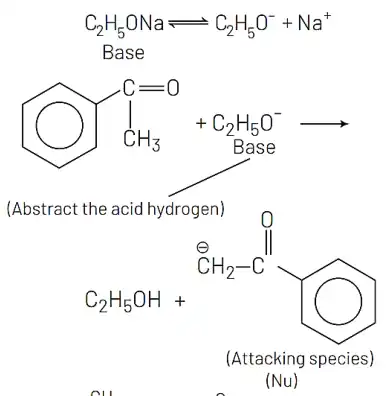 C₂H₅ONa ⇌ C₂H₅O⁻ + Na⁺
Base
C=O
CH₃
+ C₂H₅O⁻ ⟶
Base
(Abstract the acid hydrogen)
O
⊖
CH₂–C
C₂H₅OH +
(Attacking species)
(Nu)